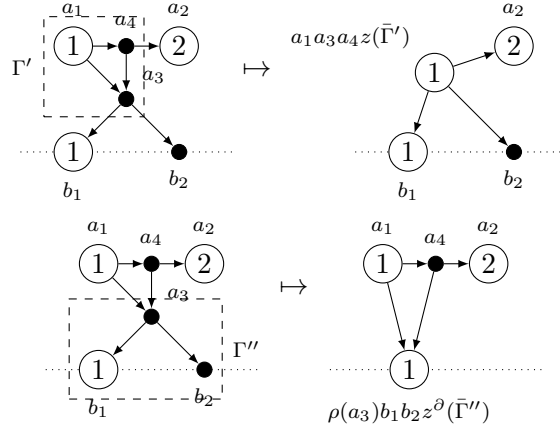 a₁ a₄ a₂
1 2
Γ′ a₃
1
b₁ b₂
↦
a₁a₃a₄z(Γ̄′)
2
1
1
b₁ b₂
a₁ a₄ a₂
1 2
a₃
1 Γ″
b₁ b₂
↦
a₁ a₄ a₂
1 2
1
ρ(a₃)b₁b₂z^∂(Γ̄″)